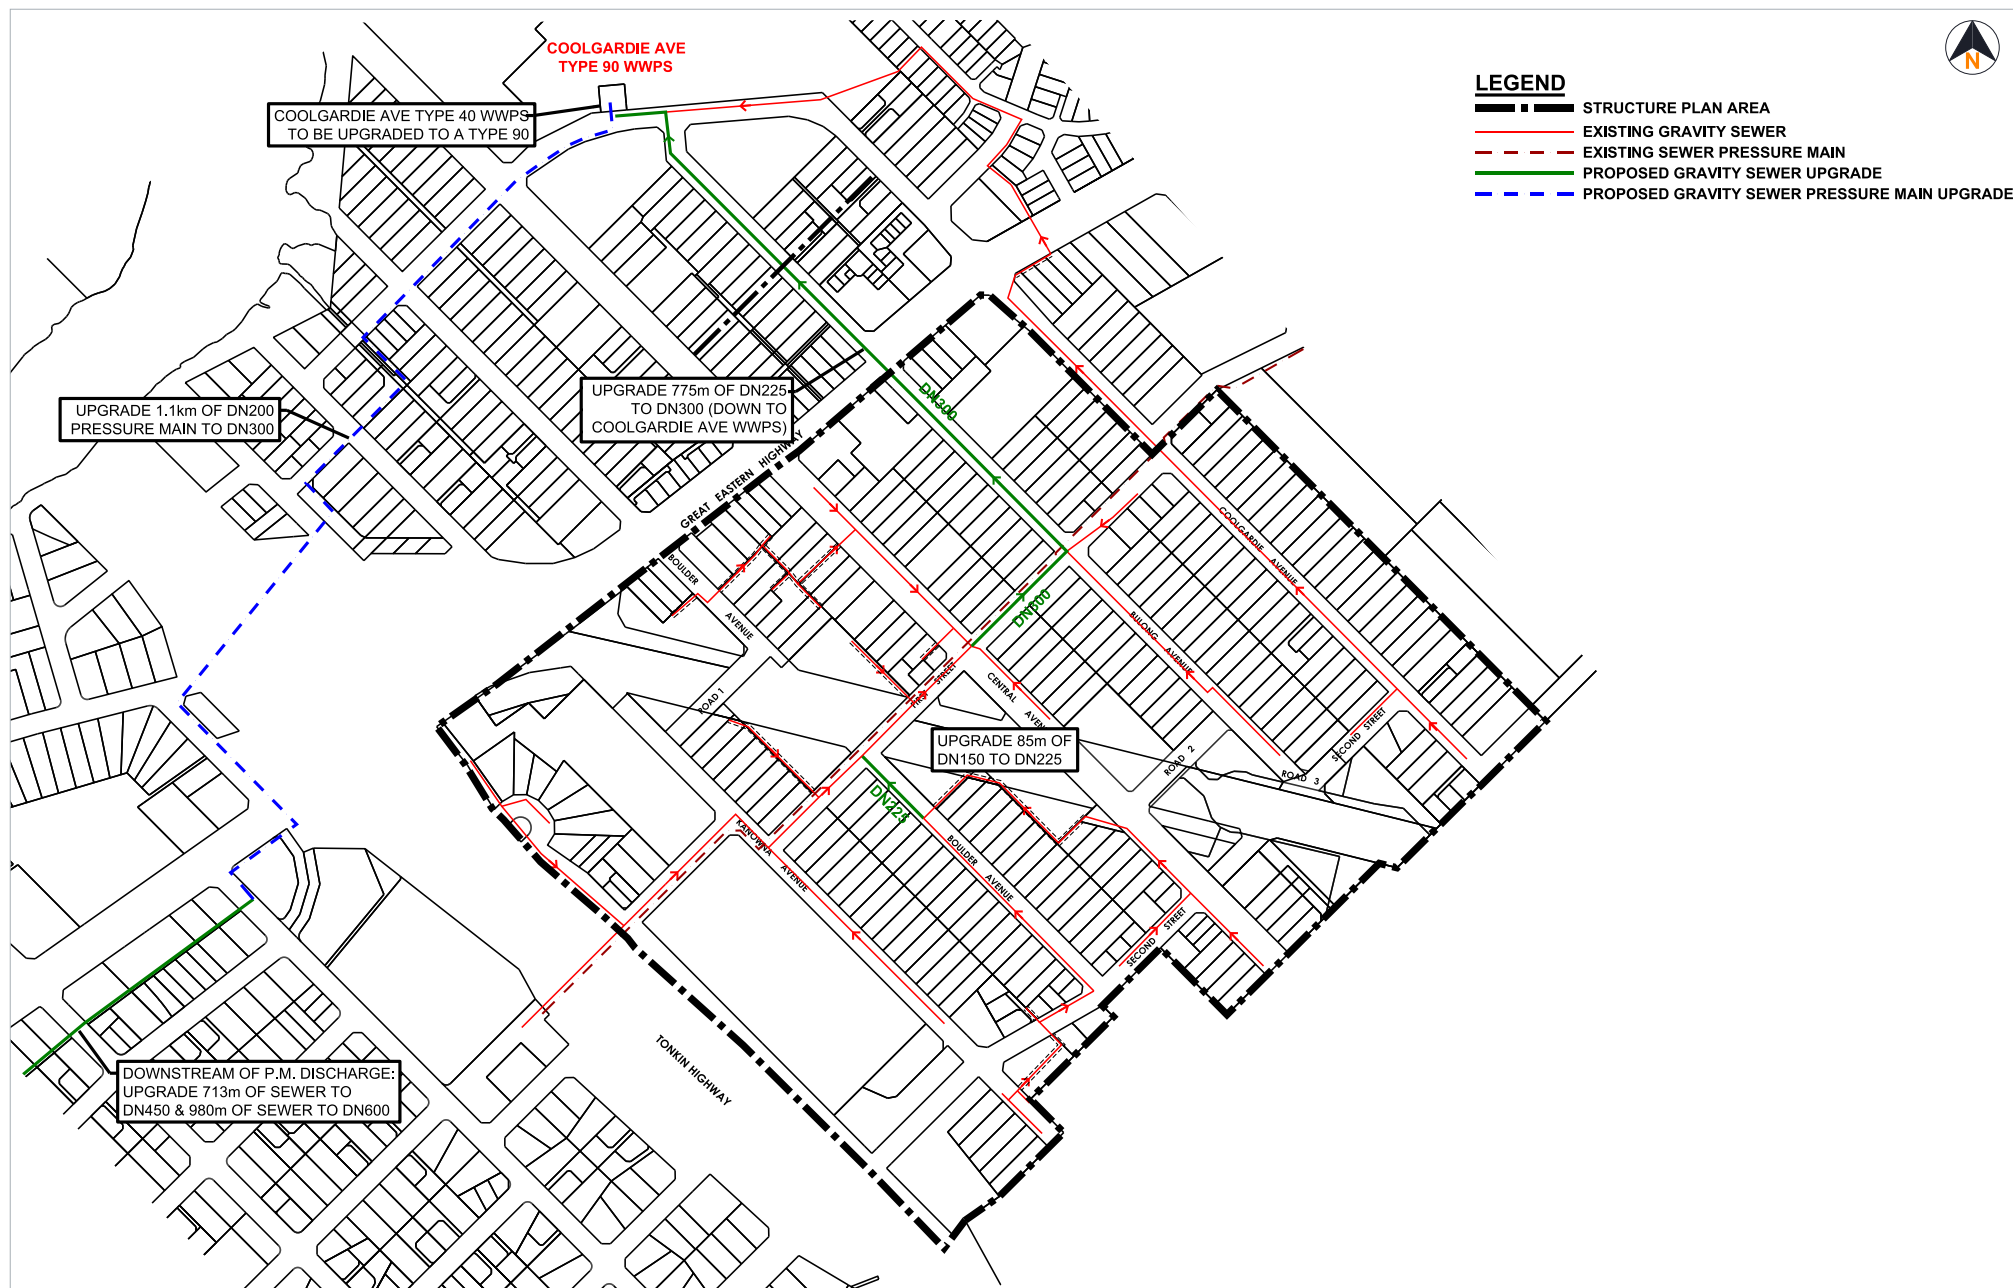 COOLGARDIE AVE
TYPE 90 WWPS
N
LEGEND
STRUCTURE PLAN AREA
EXISTING GRAVITY SEWER
EXISTING SEWER PRESSURE MAIN
PROPOSED GRAVITY SEWER UPGRADE
PROPOSED GRAVITY SEWER PRESSURE MAIN UPGRADE
COOLGARDIE AVE TYPE 40 WWPS
TO BE UPGRADED TO A TYPE 90
UPGRADE 775m OF DN225
TO DN300 (DOWN TO
COOLGARDIE AVE WWPS)
UPGRADE 1.1km OF DN200
PRESSURE MAIN TO DN300
DN300
GREAT EASTERN HIGHWAY
BOULDER
AVENUE
COOLGARDIE AVENUE
DN300
BULONG AVENUE
ROAD 1
STREET
CENTRAL
UPGRADE 85m OF
DN150 TO DN225
SECOND STREET
ROAD 2
ROAD 3
DN225
KANOWNA AVENUE
BOULDER AVENUE
SECOND STREET
TONKIN HIGHWAY
DOWNSTREAM OF P.M. DISCHARGE:
UPGRADE 713m OF SEWER TO
DN450 & 980m OF SEWER TO DN600